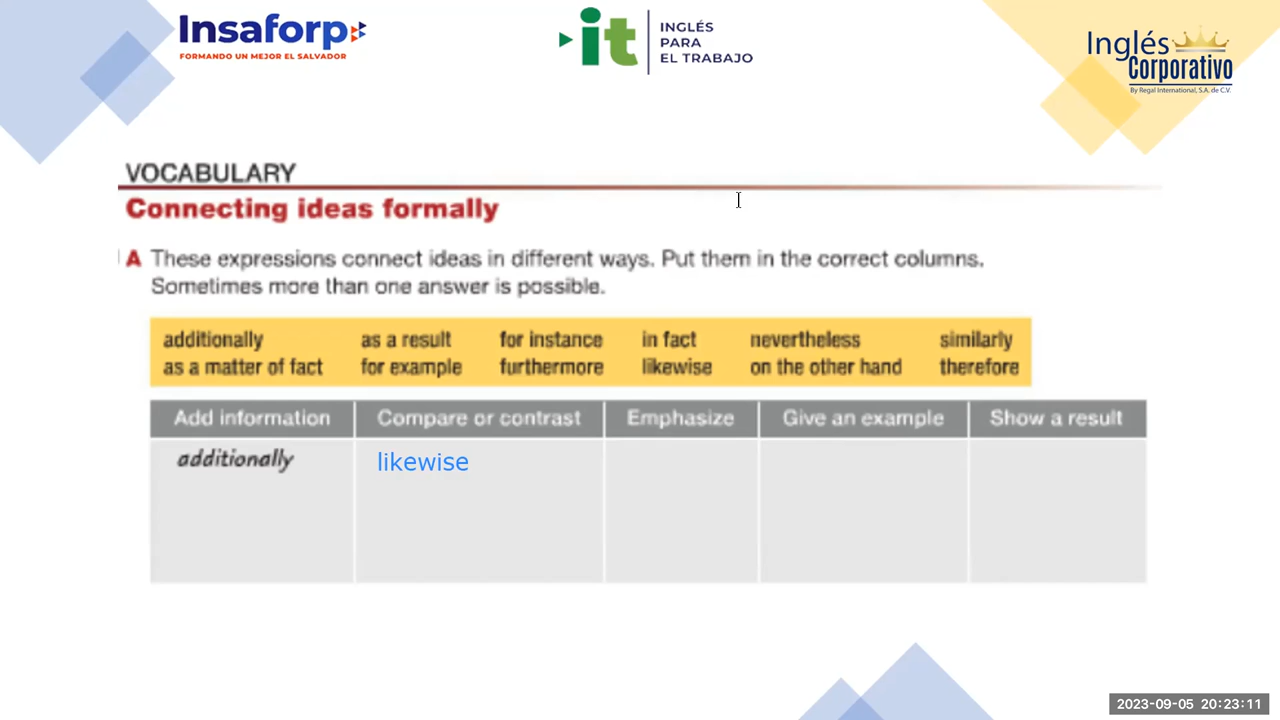 Insaforp
FORMANDO UN MEJOR EL SALVADOR
it
INGLÉS
PARA
EL TRABAJO
Inglés
Corporativo
By Regal International, S.A. de C.V.
VOCABULARY
Connecting ideas formally
A These expressions connect ideas in different ways. Put them in the correct columns.
Sometimes more than one answer is possible.
additionally as a result for instance in fact nevertheless similarly
as a matter of fact for example furthermore likewise on the other hand therefore
Add information Compare or contrast Emphasize Give an example Show a result
additionally likewise
2023-09-05 20:23:11